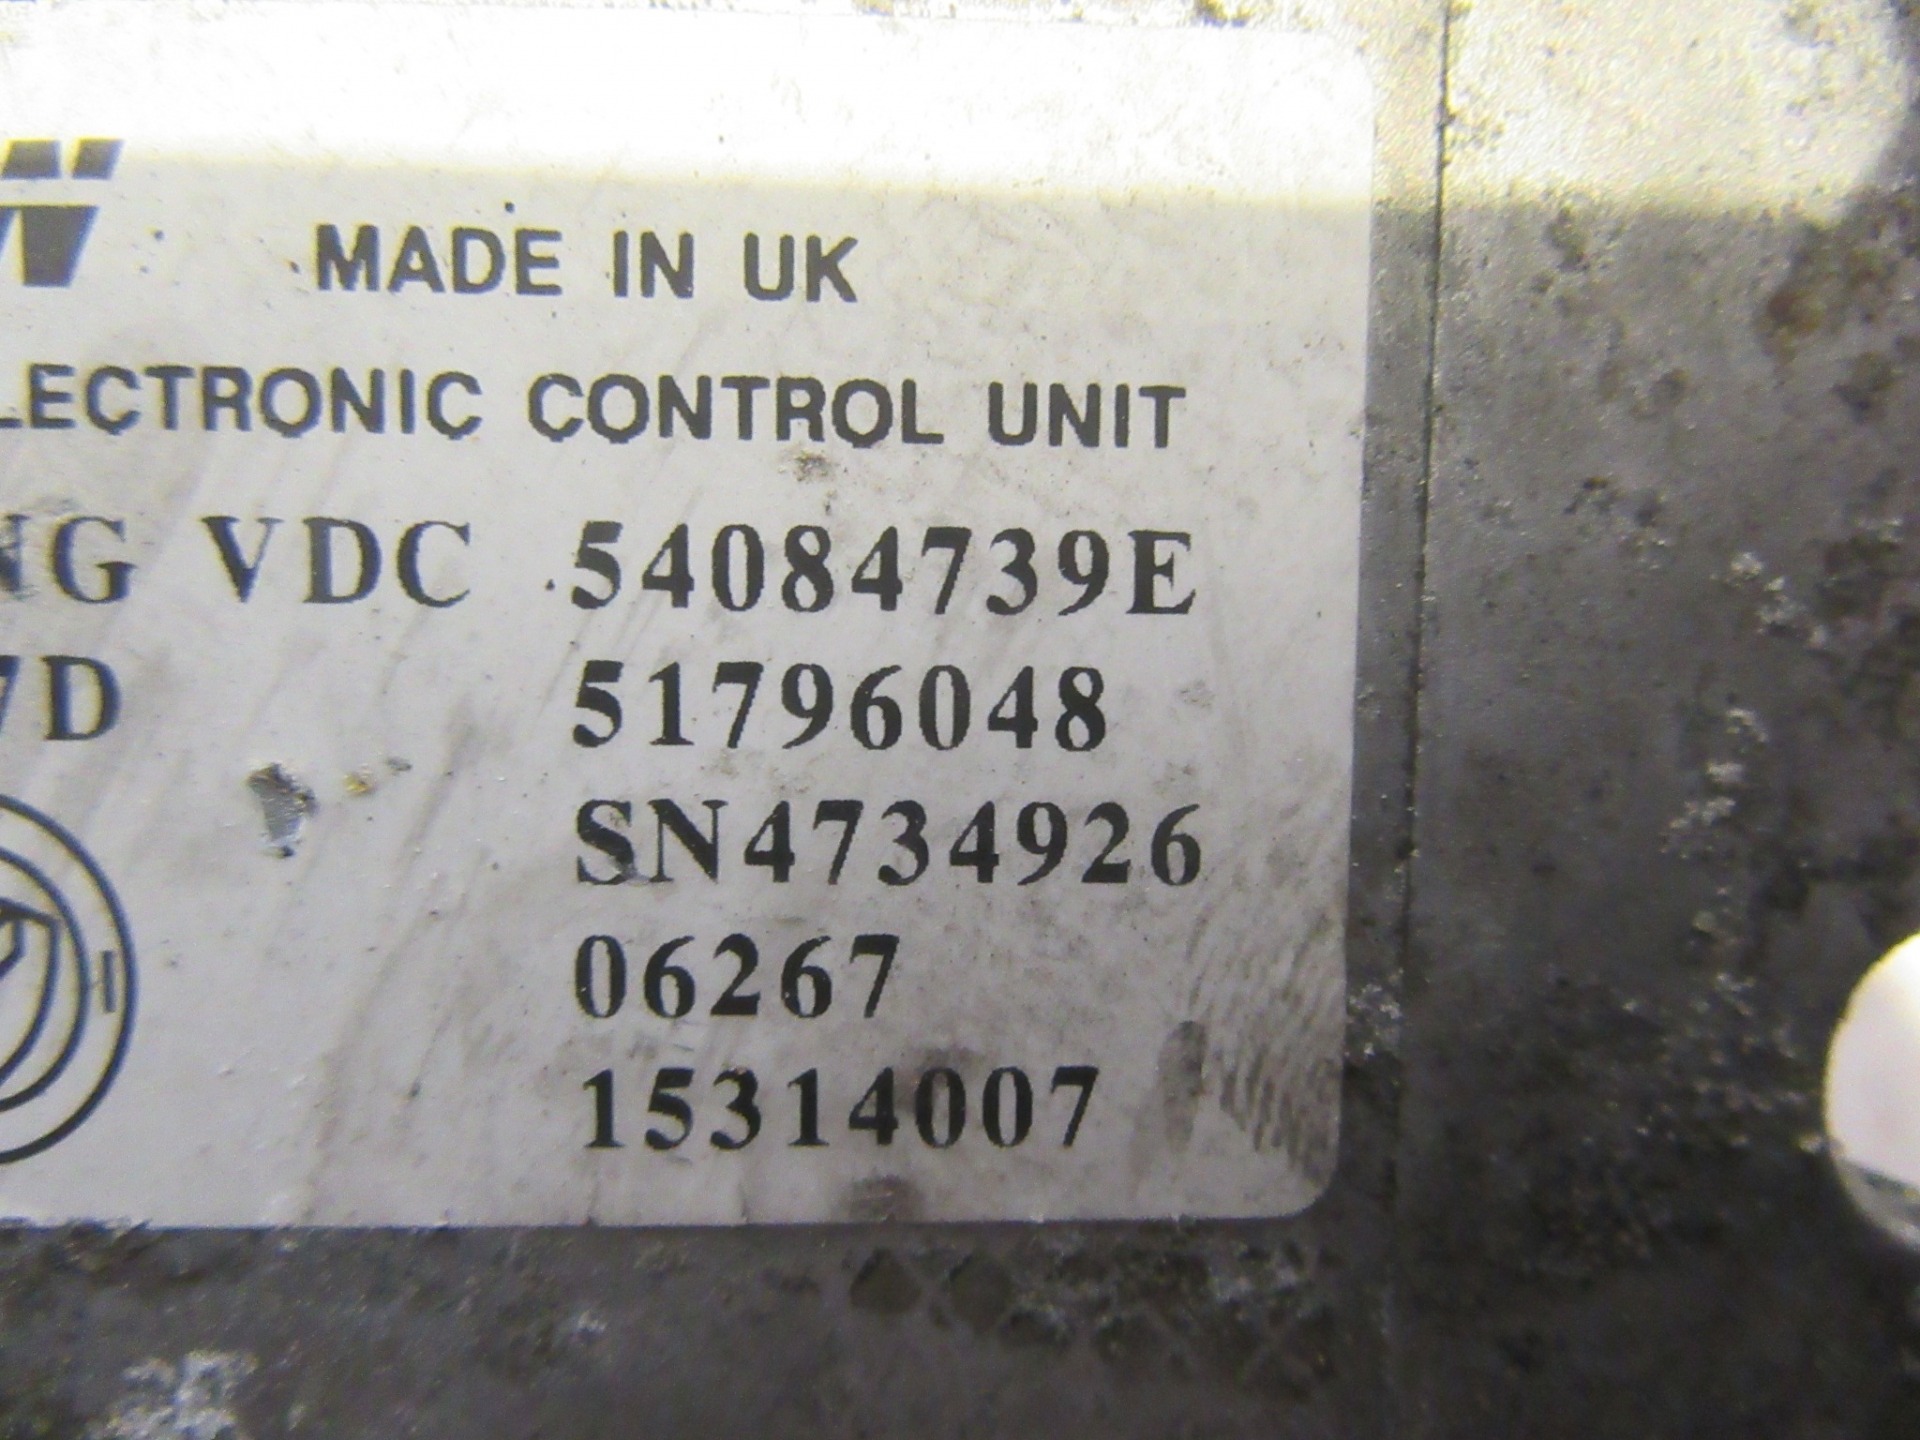 MADE IN UK
LECTRONIC CONTROL UNIT
NG VDC 54084739E
7D 51796048
SN4734926
06267
15314007